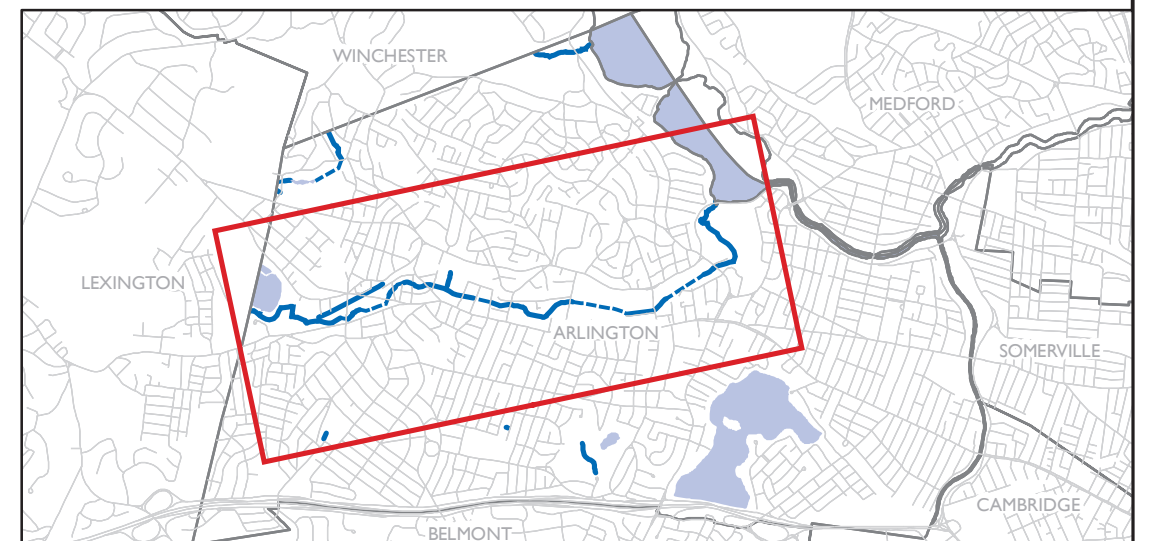 WINCHESTER
MEDFORD
LEXINGTON
ARLINGTON
SOMERVILLE
CAMBRIDGE
BELMONT